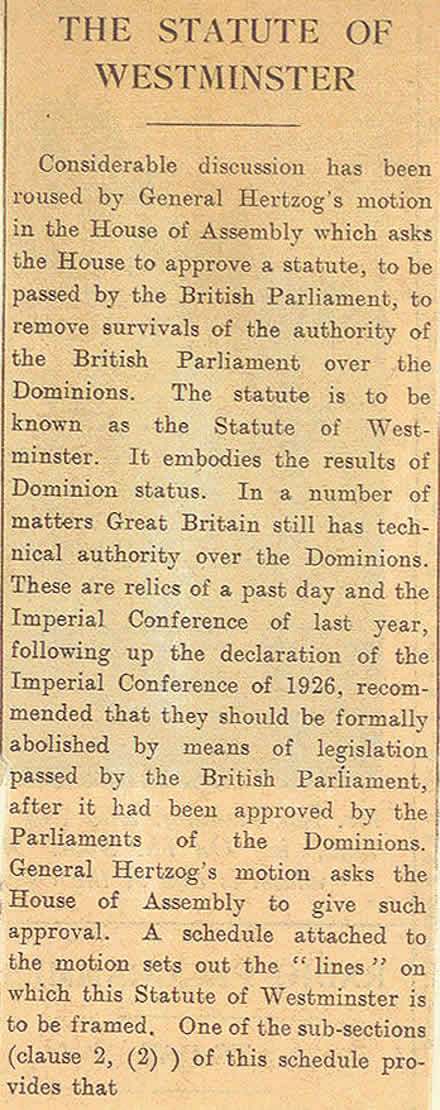 THE STATUTE OF
WESTMINSTER
Considerable discussion has been
roused by General Hertzog's motion
in the House of Assembly which asks
the House to approve a statute, to be
passed by the British Parliament, to
remove survivals of the authority of
the British Parliament over the
Dominions. The statute is to be
known as the Statute of West-
minster. It embodies the results of
Dominion status. In a number of
matters Great Britain still has tech-
nical authority over the Dominions.
These are relics of a past day and the
Imperial Conference of last year,
following up the declaration of the
Imperial Conference of 1926, recom-
mended that they should be formally
abolished by means of legislation
passed by the British Parliament,
after it had been approved by the
Parliaments of the Dominions.
General Hertzog's motion asks the
House of Assembly to give such
approval. A schedule attached to
the motion sets out the "lines" on
which this Statute of Westminster is
to be framed. One of the sub-sections
(clause 2, (2) ) of this schedule pro-
vides that